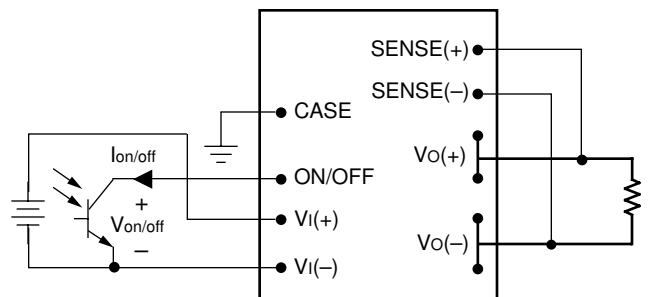 SENSE(+)
SENSE(–)
CASE
Ion/off
VO(+)
ON/OFF
+
Von/off
–
VI(+)
VO(–)
VI(–)